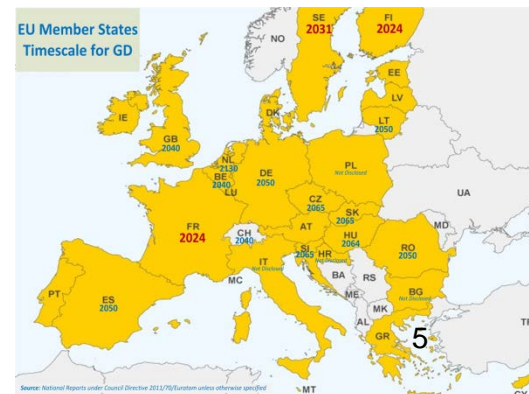 EU Member States
Timescale for GD
SE
2031
FI
2024
NO
EE
LV
LT
2050
DK
IE
GB
2040
NL
2130
BE
2040
LU
DE
2050
PL
Not Disclosed
UA
CZ
2065
SK
2065
FR
2024
CH
2040
AT
HU
2064
MD
SI
2065
HR
Not Disclosed
RO
2050
IT
Not Disclosed
BA
RS
MC
ME
BG
Not Disclosed
PT
ES
2050
MK
AL
GR
5
MT
Source: National Reports under Council Directive 2011/70/Euratom unless otherwise specified